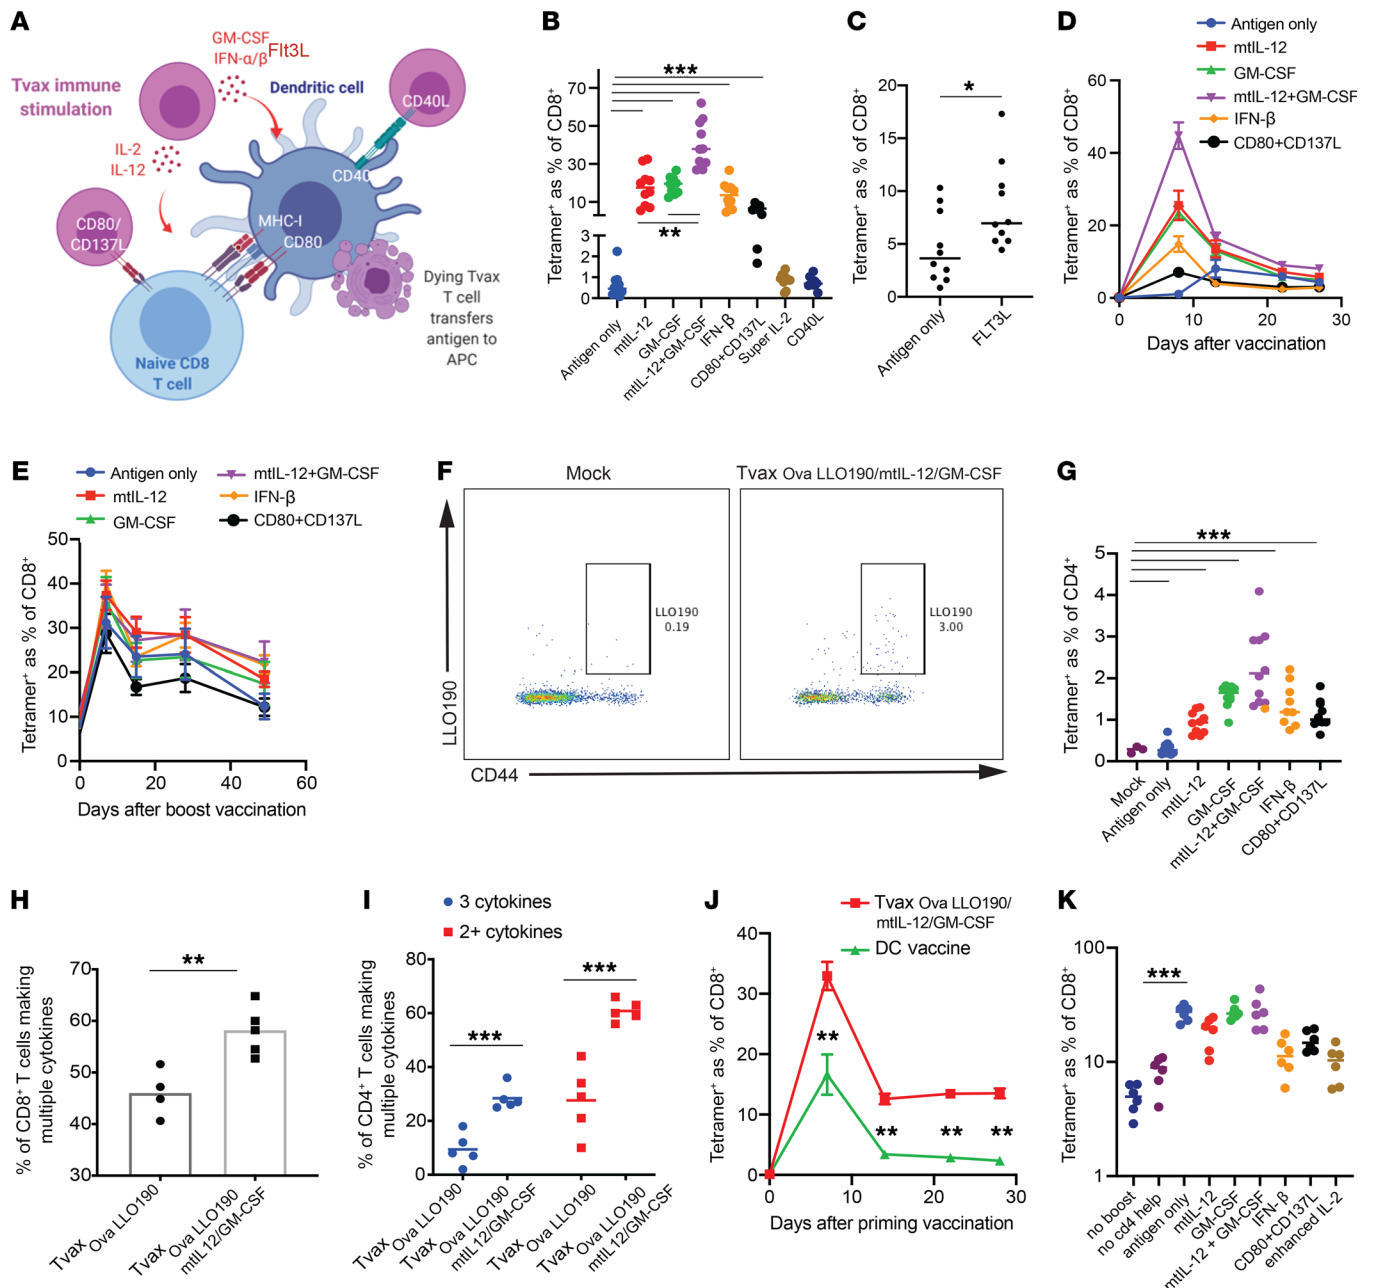 A
Tvax immune
stimulation
GM-CSF
IFN-α/β
Flt3L
Dendritic cell
CD40L
IL-2
IL-12
CD40
CD80/
CD137L
MHC-I
CD80
Naive CD8
T cell
Dying Tvax
T cell
transfers
antigen to
APC
B
Tetramer⁺ as % of CD8⁺
70
50
30
10
3
2
1
0
***
**
Antigen only
mtIL-12
GM-CSF
mtIL-12+GM-CSF
IFN-β
CD80+CD137L
Super IL-2
CD40L
C
Tetramer⁺ as % of CD8⁺
20
15
10
5
0
*
Antigen only
FLT3L
D
Antigen only
mtIL-12
GM-CSF
mtIL-12+GM-CSF
IFN-β
CD80+CD137L
Tetramer⁺ as % of CD8⁺
60
40
20
0
0
10
20
30
Days after vaccination
E
Antigen only
mtIL-12
GM-CSF
mtIL-12+GM-CSF
IFN-β
CD80+CD137L
Tetramer⁺ as % of CD8⁺
50
40
30
20
10
0
0
20
40
60
Days after boost vaccination
F
Mock
Tvax Ova LLO190/mtIL-12/GM-CSF
LLO190
0.19
LLO190
3.00
LLO190
CD44
G
Tetramer⁺ as % of CD4⁺
5
4
3
2
1
0
***
Mock
Antigen only
mtIL-12
GM-CSF
mtIL-12+GM-CSF
IFN-β
CD80+CD137L
H
% of CD8⁺ T cells making
multiple cytokines
70
60
50
40
30
**
Tvax Ova LLO190
Tvax Ova LLO190
mtIL12/GM-CSF
I
3 cytokines
2+ cytokines
% of CD4⁺ T cells making
multiple cytokines
80
60
40
20
0
***
***
Tvax Ova LLO190
Tvax Ova LLO190
mtIL12/GM-CSF
Tvax Ova LLO190
Tvax Ova LLO190
mtIL12/GM-CSF
J
Tvax Ova LLO190/
mtIL-12/GM-CSF
DC vaccine
Tetramer⁺ as % of CD8⁺
40
30
20
10
0
**
**
**
**
0
10
20
30
Days after priming vaccination
K
Tetramer⁺ as % of CD8⁺
100
10
1
***
no boost
no cd4 help
antigen only
mtIL-12
GM-CSF
mtIL-12 + GM-CSF
IFN-β
CD80+CD137L
enhanced IL-2